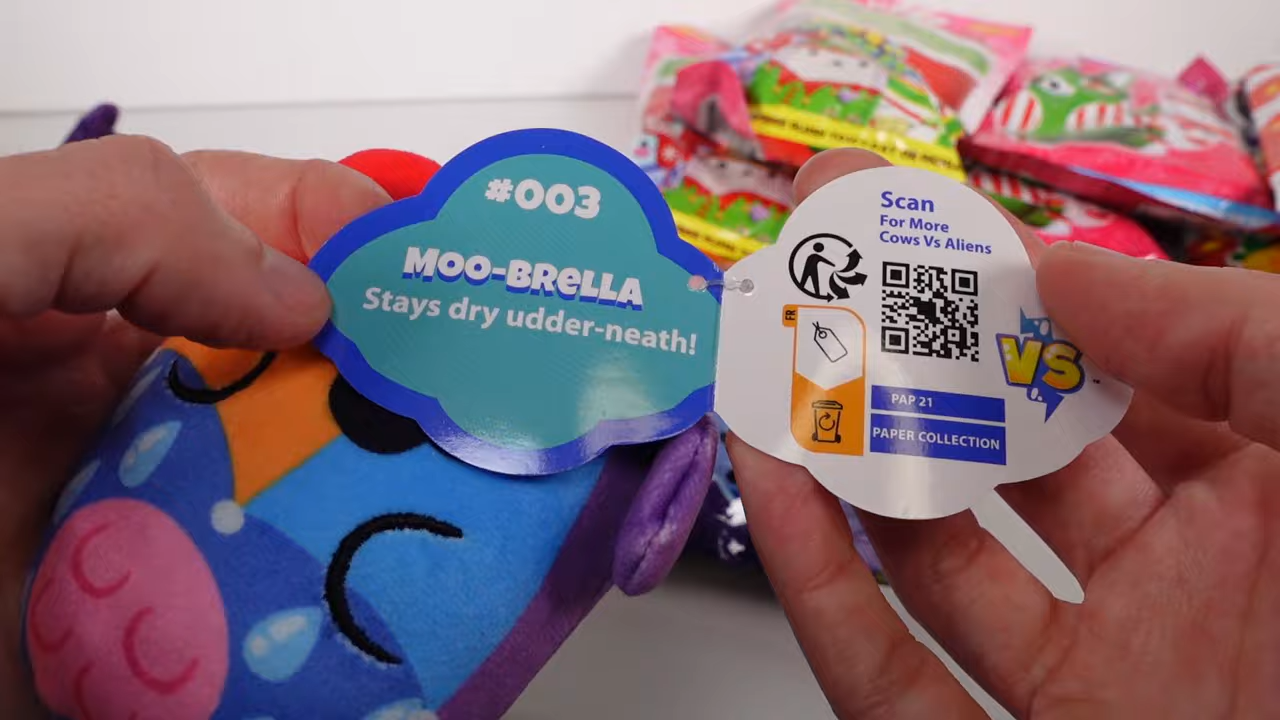 #003
MOO-BRELLA
Stays dry udder-neath!
Scan
For More
Cows Vs Aliens
FR
VS
PAP 21
PAPER COLLECTION